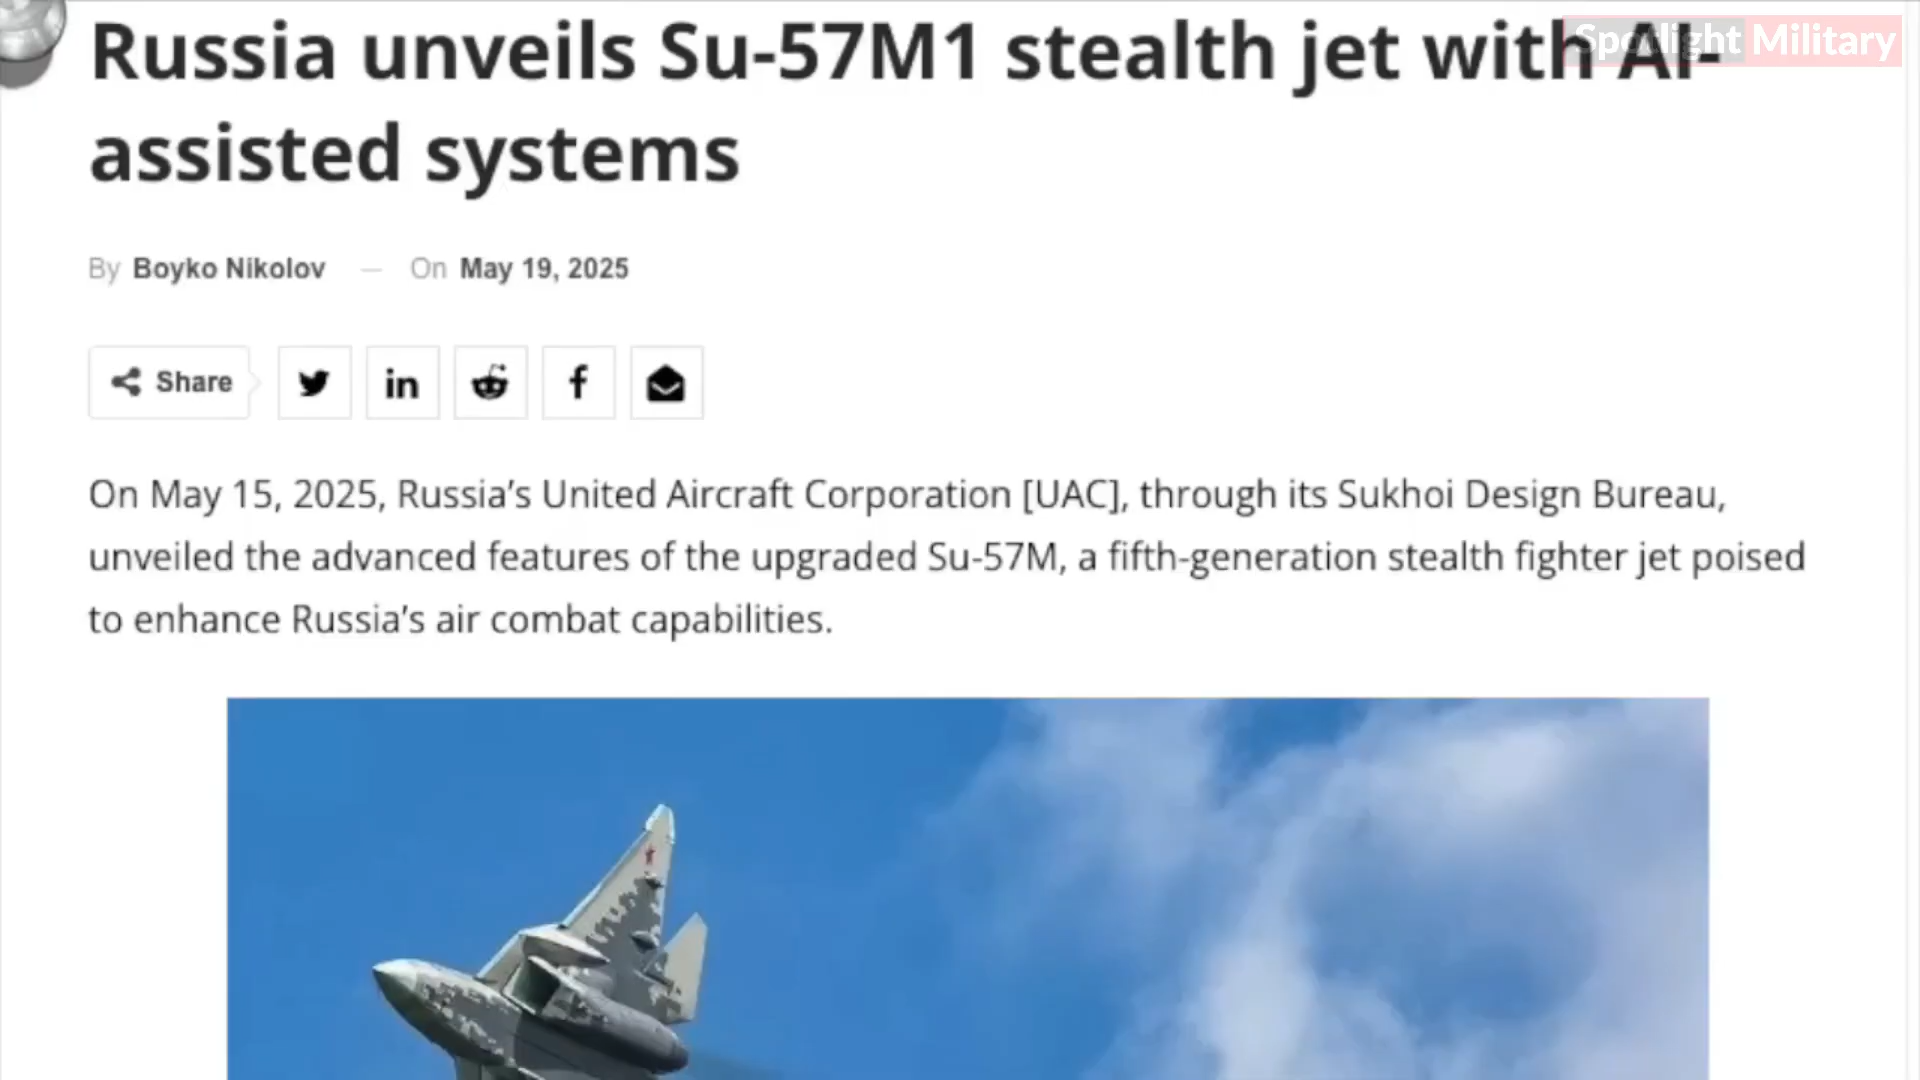 Russia unveils Su-57M1 stealth jet with AI-
Spotlight Military
assisted systems
By Boyko Nikolov — On May 19, 2025
Share
On May 15, 2025, Russia’s United Aircraft Corporation [UAC], through its Sukhoi Design Bureau,
unveiled the advanced features of the upgraded Su-57M, a fifth-generation stealth fighter jet poised
to enhance Russia’s air combat capabilities.